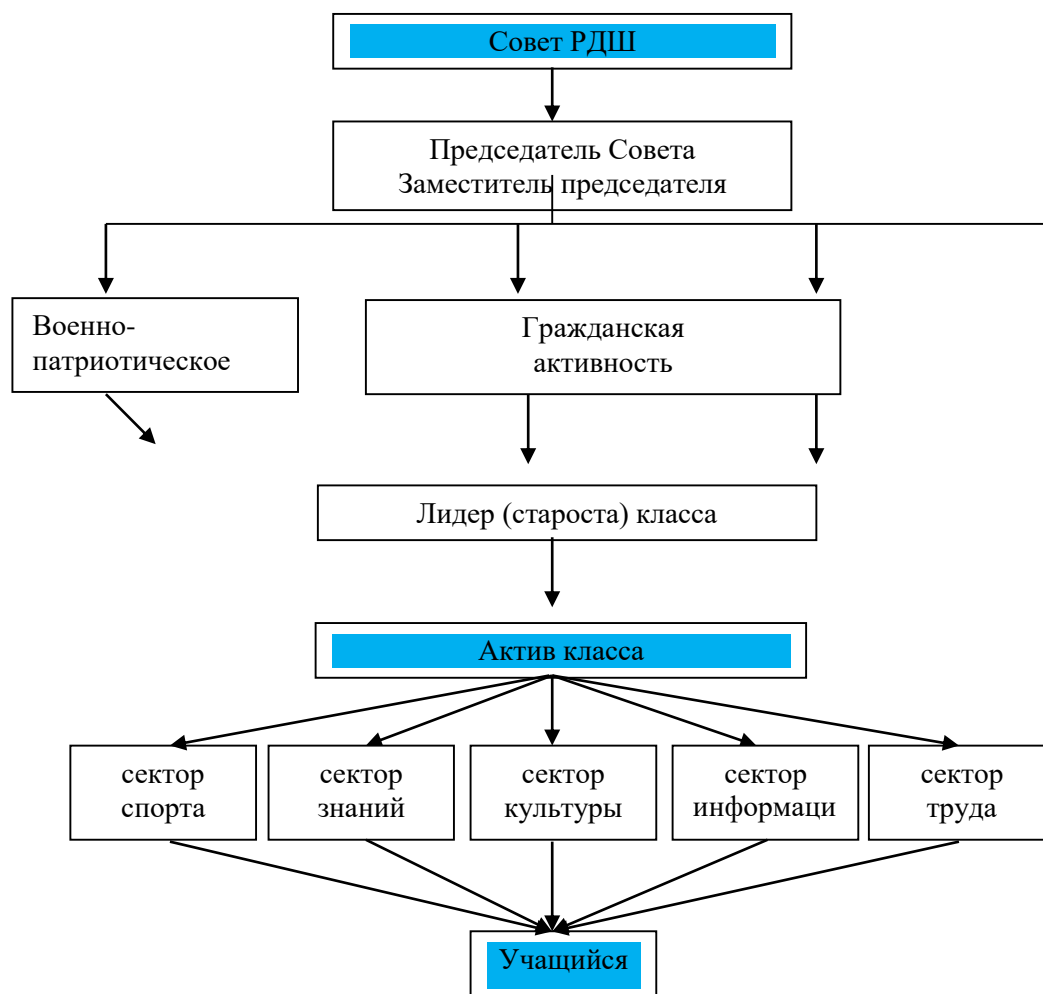 Совет РДШ
Председатель Совета
Заместитель председателя
Военно-
патриотическое
Гражданская
активность
Лидер (староста) класса
Актив класса
сектор
спорта
сектор
знаний
сектор
культуры
сектор
информаци
сектор
труда
Учащийся